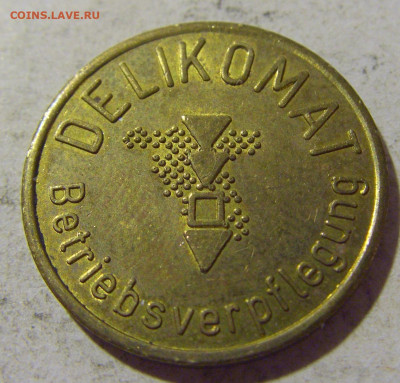 COINS.LAVE.RU
DELIKOMAT
Betriebsverpflegung